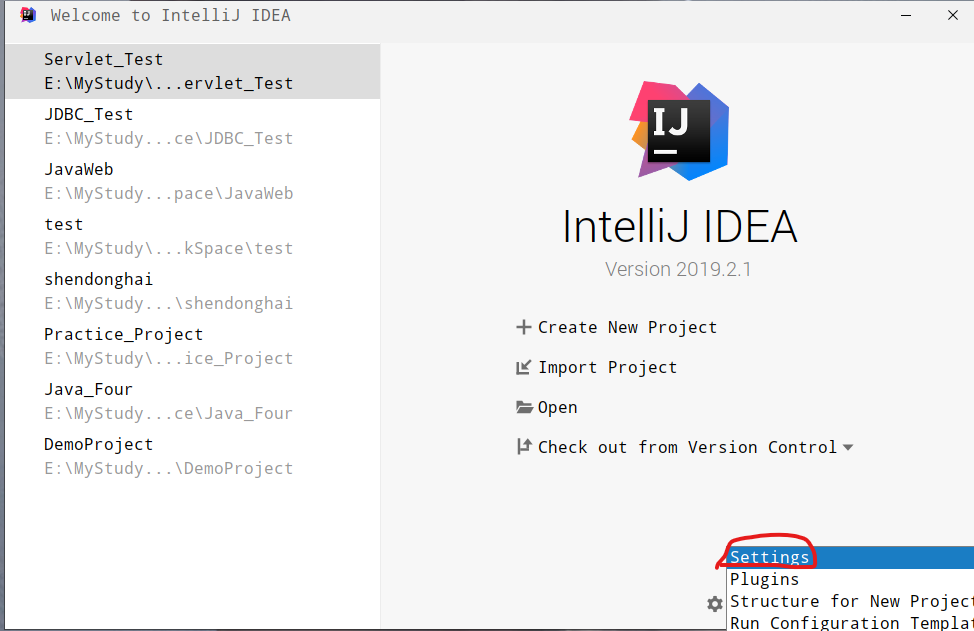 Welcome to IntelliJ IDEA
Servlet_Test
E:\MyStudy\...ervlet_Test
JDBC_Test
E:\MyStudy...ce\JDBC_Test
JavaWeb
E:\MyStudy...pace\JavaWeb
test
E:\MyStudy\...kSpace\test
shendonghai
E:\MyStudy...\shendonghai
Practice_Project
E:\MyStudy\...ice_Project
Java_Four
E:\MyStudy...ce\Java_Four
DemoProject
E:\MyStudy...\DemoProject
IJ
IntelliJ IDEA
Version 2019.2.1
Create New Project
Import Project
Open
Check out from Version Control
Settings
Plugins
Structure for New Project
Run Configuration Templat